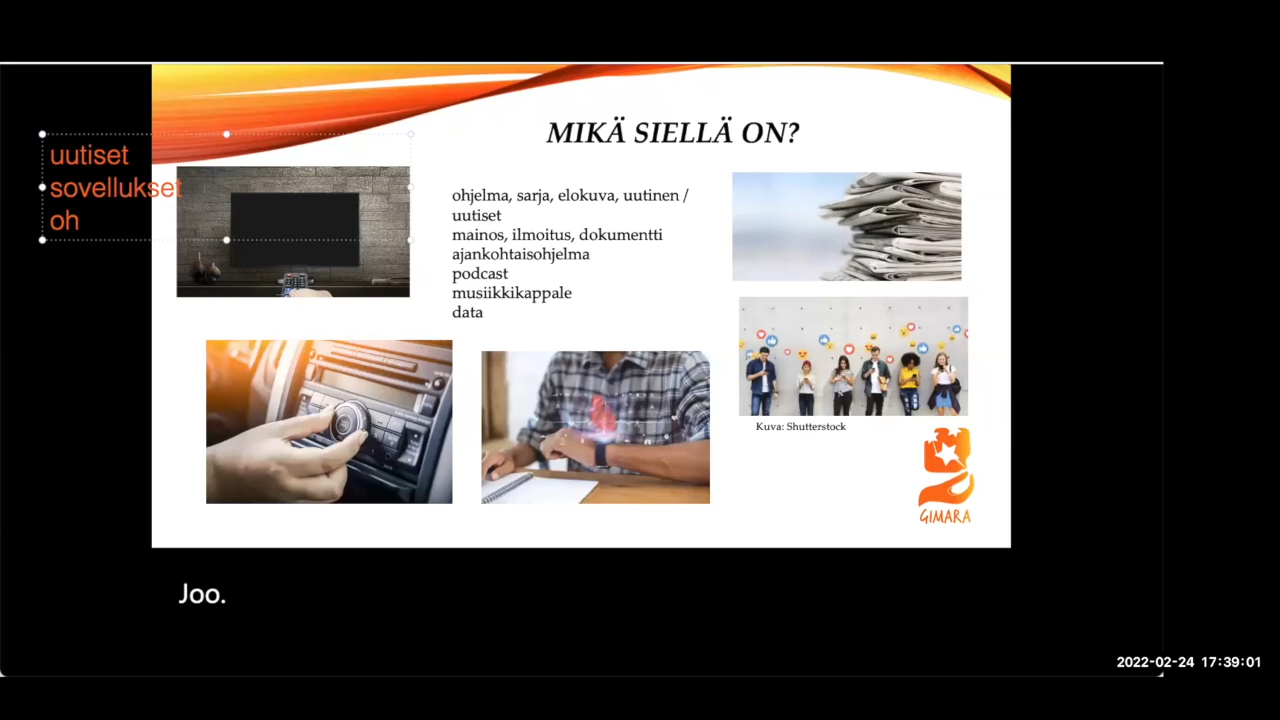 MIKÄ SIELLÄ ON?
uutiset
sovellukset
oh
ohjelma, sarja, elokuva, uutinen /
uutiset
mainos, ilmoitus, dokumentti
ajankohtaisohjelma
podcast
musiikkikappale
data
Kuva: Shutterstock
GIMARA
Joo.
2022-02-24 17:39:01